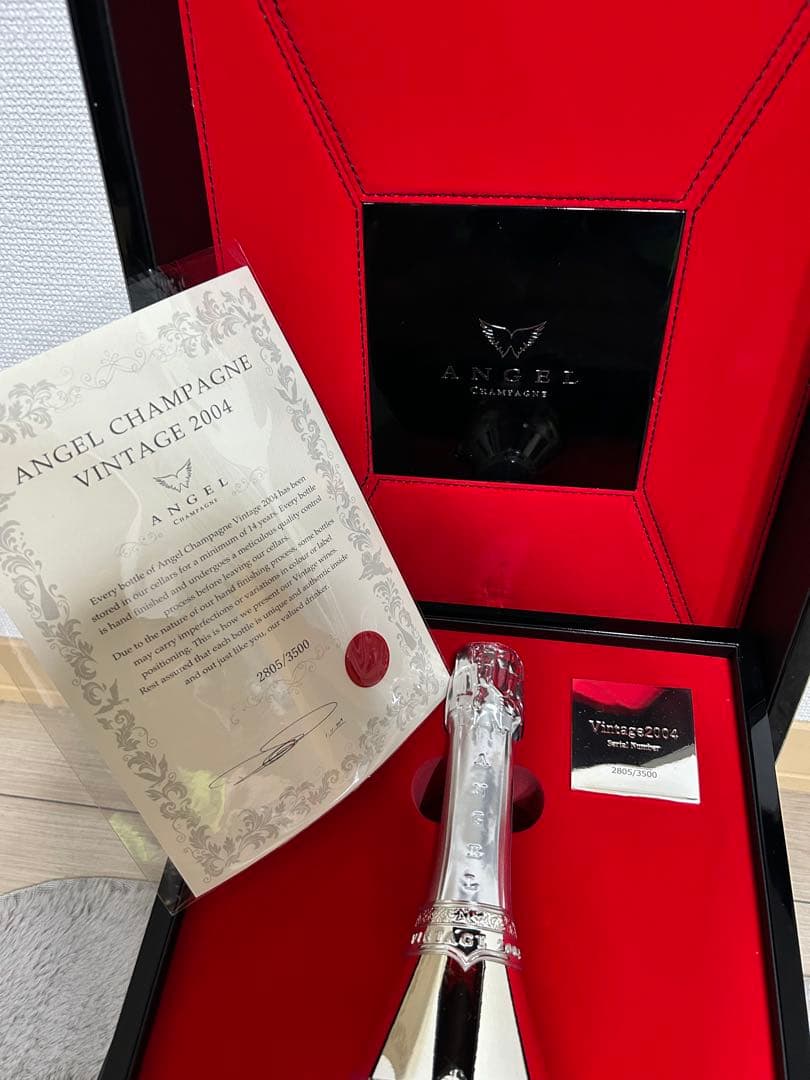 ANGEL
CHAMPAGNE
ANGEL CHAMPAGNE
VINTAGE 2004
ANGEL
CHAMPAGNE
Every bottle of Angel Champagne Vintage 2004 has been
stored in our cellars for a minimum of 14 years. Every bottle
is hand finished and undergoes a meticulous quality control
process before leaving our cellars.
Due to the nature of our hand finishing process, some bottles
may carry imperfections or variations in colour or label
positioning. This is how we present our Vintage wines.
Rest assured that each bottle is unique and authentic inside
and out just like you, our valued drinker.
2805/3500
ANGEL
VINTAGE
Vintage2004
Serial Number
2805/3500